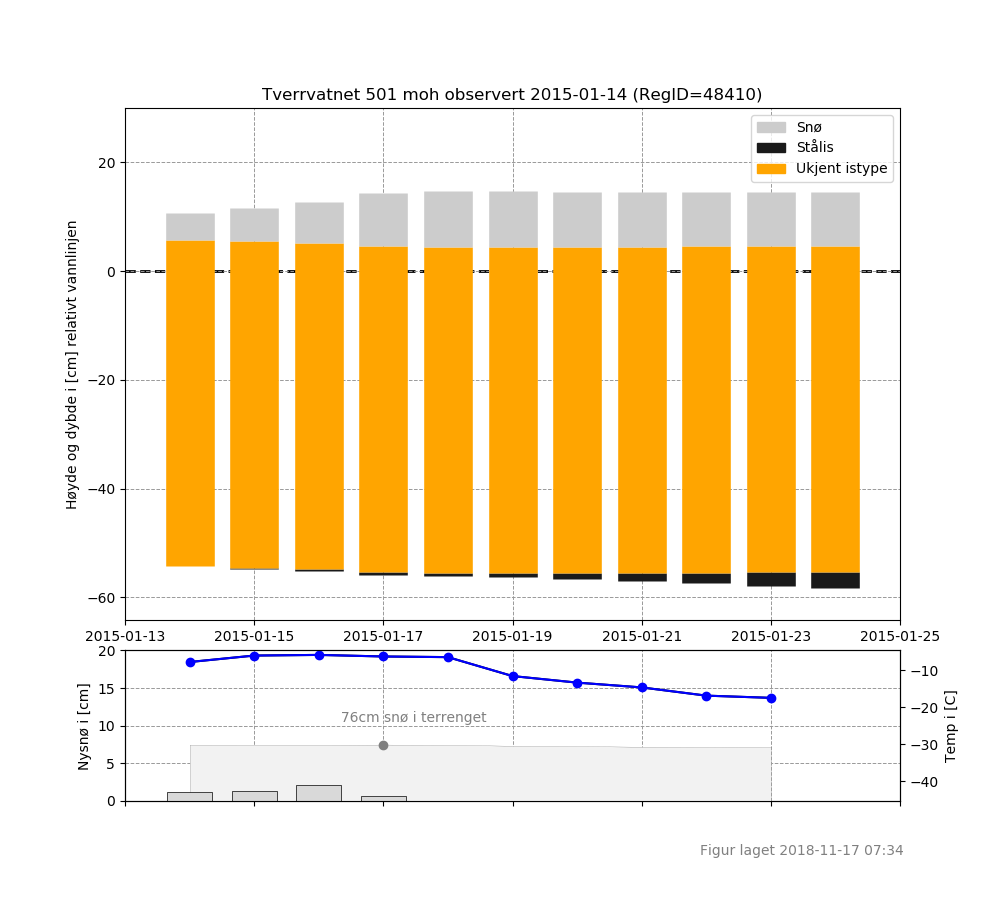 Tverrvatnet 501 moh observert 2015-01-14 (RegID=48410)
Snø
Stålis
Ukjent istype
Høyde og dybde i [cm] relativt vannlinjen
20
0
−20
−40
−60
2015-01-13 2015-01-15 2015-01-17 2015-01-19 2015-01-21 2015-01-23 2015-01-25
Nysnø i [cm]
20
15
10
5
0
76cm snø i terrenget
−10
−20
−30
−40
Temp i [C]
Figur laget 2018-11-17 07:34